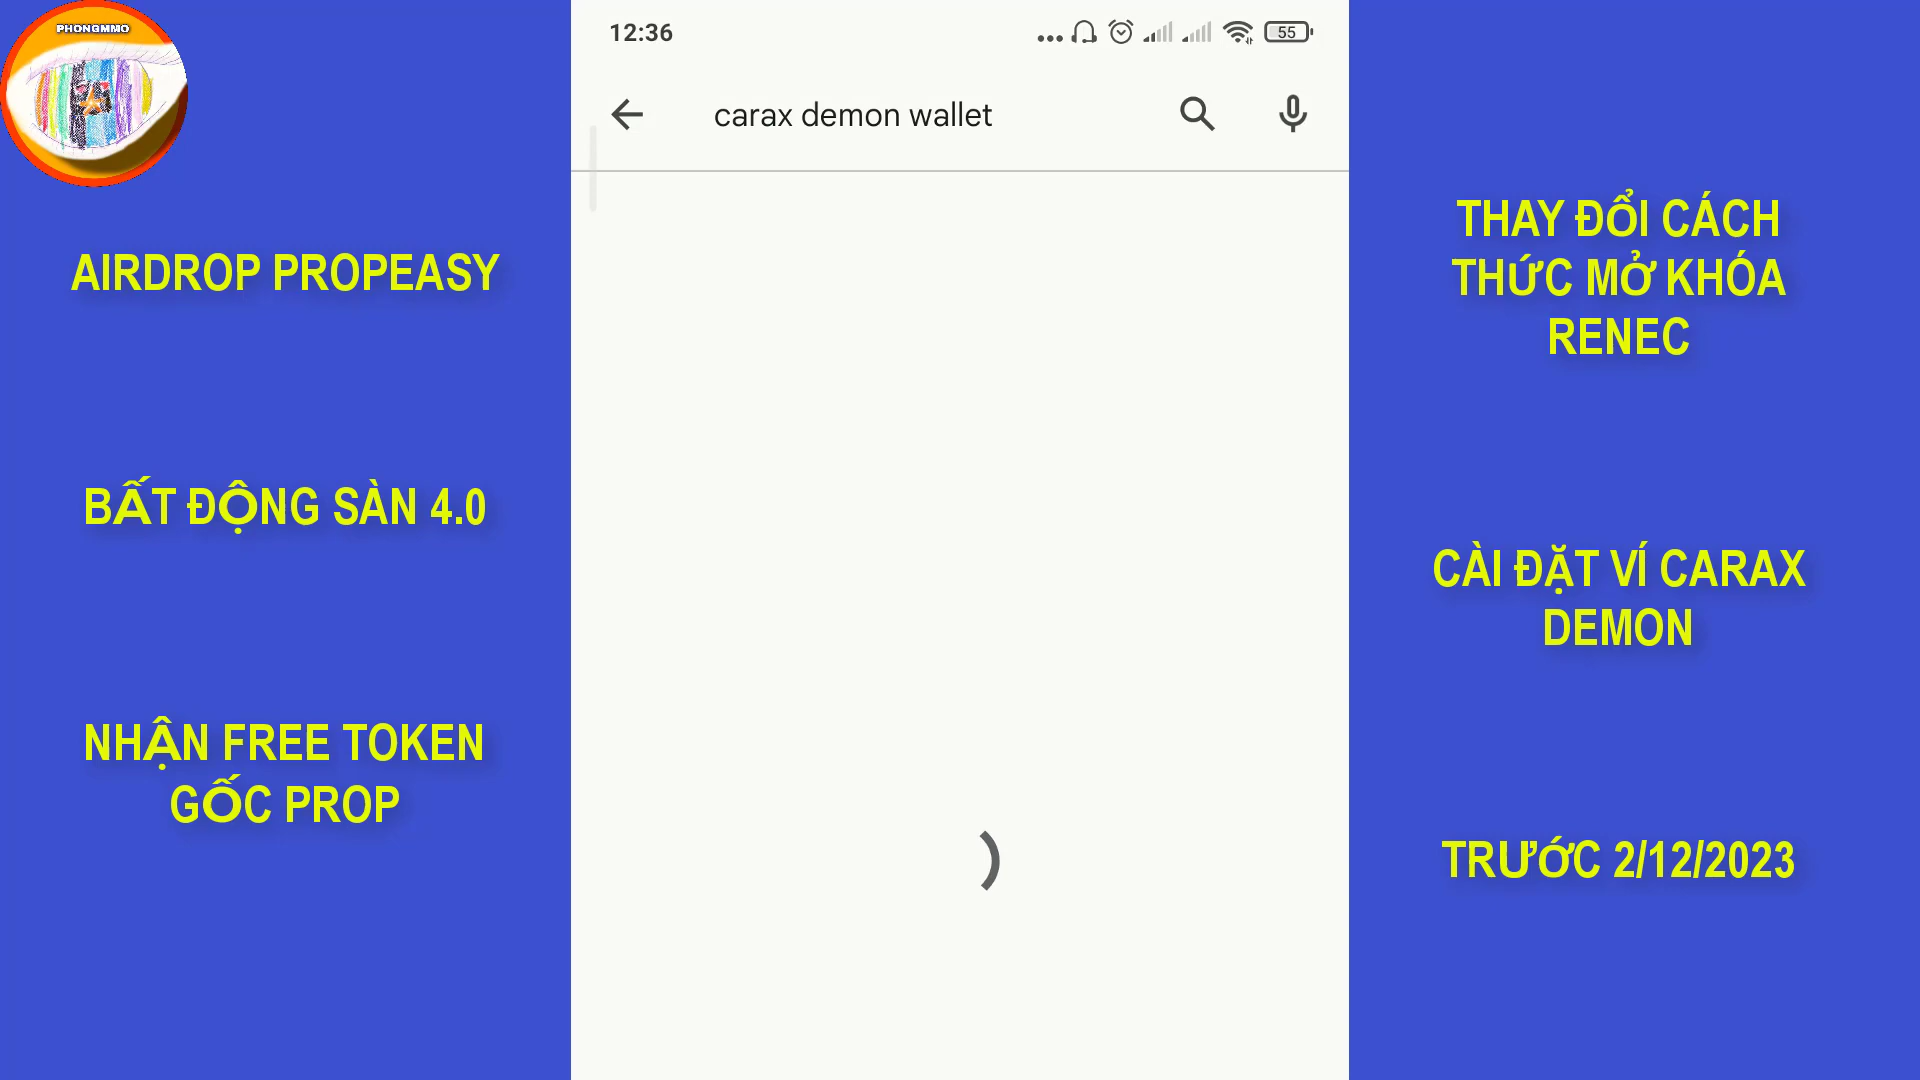 PHONGMMO
12:36
55
carax demon wallet
AIRDROP PROPEASY
BẤT ĐỘNG SÀN 4.0
NHẬN FREE TOKEN
GỐC PROP
THAY ĐỔI CÁCH
THỨC MỞ KHÓA
RENEC
CÀI ĐẶT VÍ CARAX
DEMON
TRƯỚC 2/12/2023